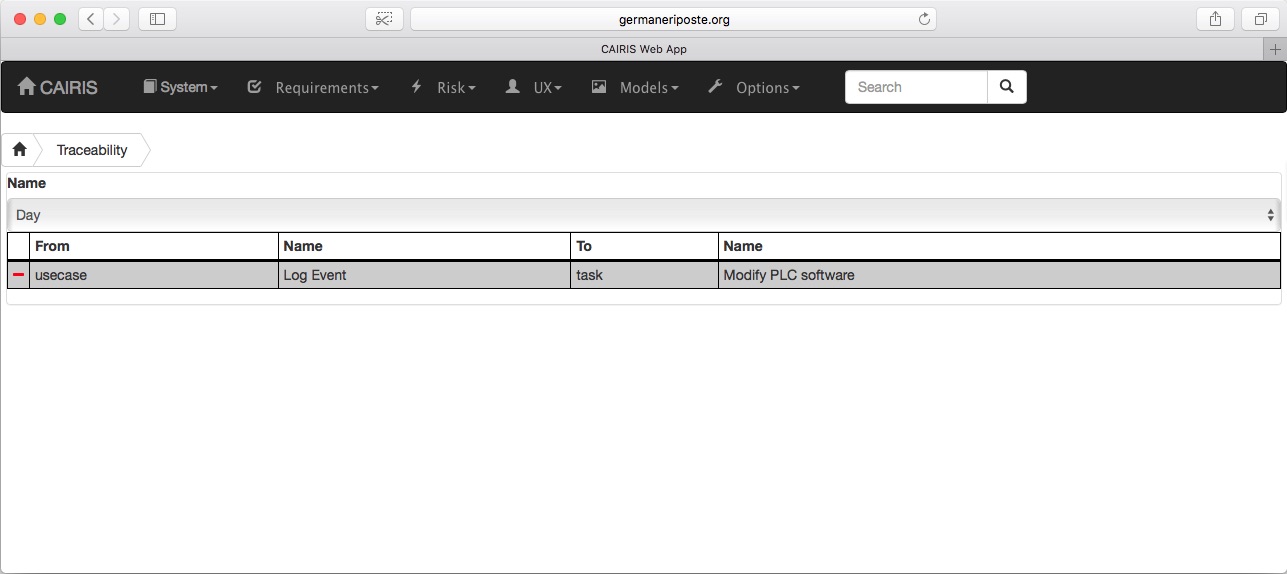 germaneriposte.org
CAIRIS Web App
CAIRIS System Requirements Risk UX Models Options Search
Traceability
Name
Day
From Name To Name
usecase Log Event task Modify PLC software